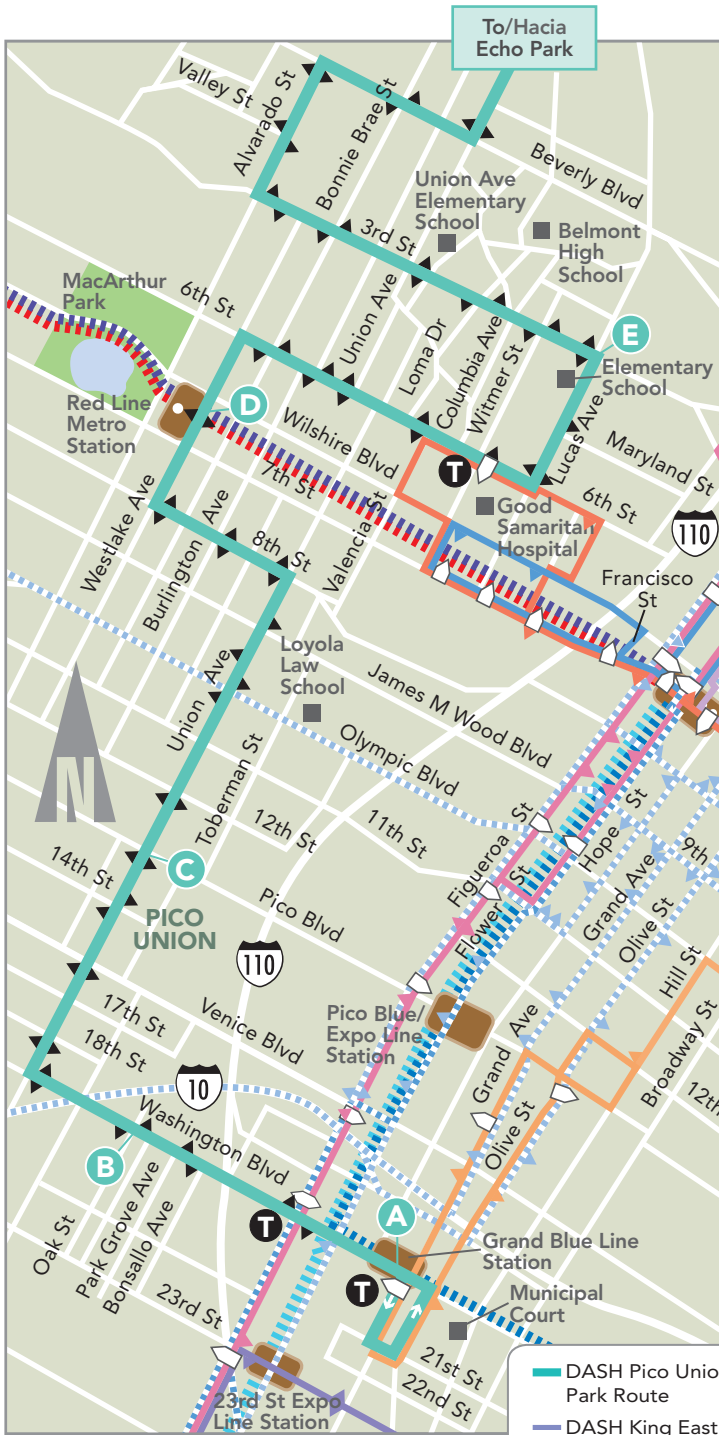 To/Hacia
Echo Park
Valley St
Alvarado St
Bonnie Brae St
Beverly Blvd
Union Ave
Elementary
School
Belmont
High
School
3rd St
MacArthur
Park
6th St
Union Ave
Loma Dr
Columbia Ave
Witmer St
E
Elementary
School
Lucas Ave
D
Red Line
Metro
Station
Wilshire Blvd
7th St
T
Maryland St
6th St
Good
Samaritan
Hospital
110
Westlake Ave
Burlington Ave
8th St
Valencia St
Francisco
St
Loyola
Law
School
James M Wood Blvd
Union Ave
Olympic Blvd
N
Toberman St
12th St
11th St
Figueroa St
Flower St
Hope St
Grand Ave
Olive St
9th
14th St
C
PICO
UNION
Pico Blvd
110
Hill St
Broadway St
17th St
18th St
Venice Blvd
Pico Blue/
Expo Line
Station
10
Grand Ave
Olive St
12th
Washington Blvd
B
Oak St
Park Grove Ave
Bonsallo Ave
T
A
Grand Blue Line
Station
T
Municipal
Court
23rd St
21st St
22nd St
23rd St Expo
Line Station
DASH Pico Unio
Park Route
DASH King East